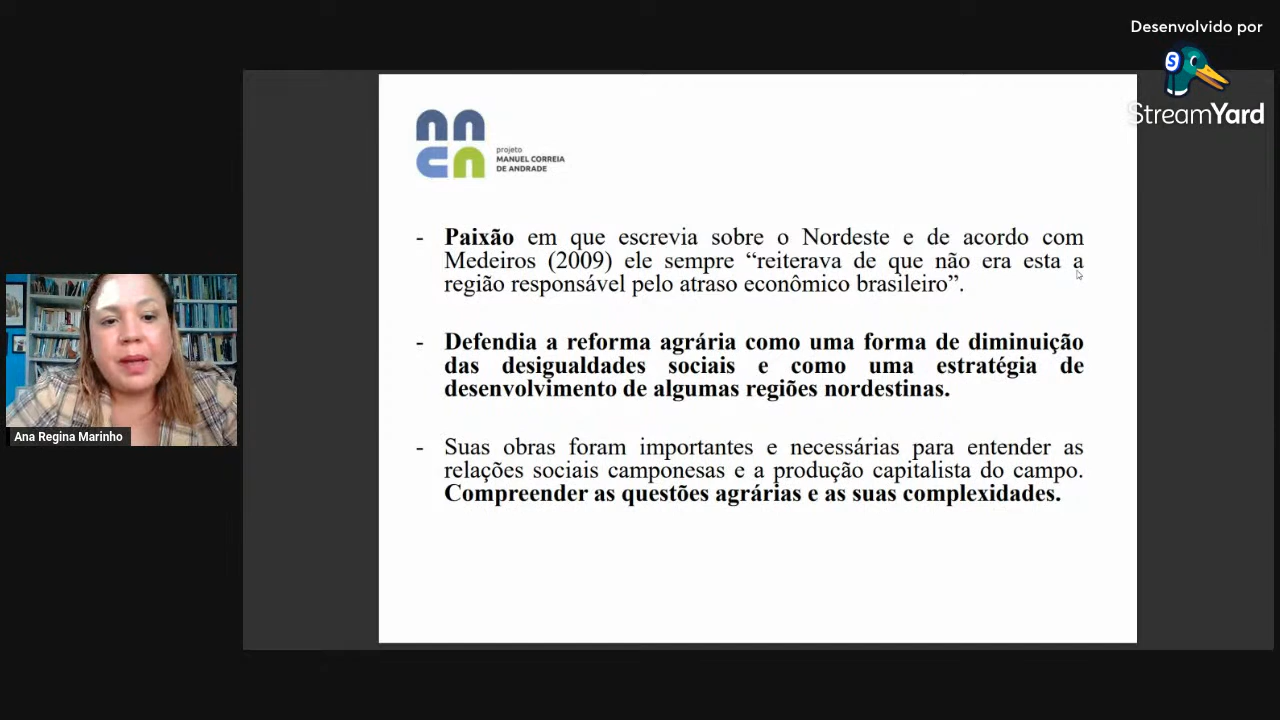 Desenvolvido por
StreamYard
projeto
MANUEL CORREIA
DE ANDRADE
- Paixão em que escrevia sobre o Nordeste e de acordo com
Medeiros (2009) ele sempre “reiterava de que não era esta a
região responsável pelo atraso econômico brasileiro”.
- Defendia a reforma agrária como uma forma de diminuição
das desigualdades sociais e como uma estratégia de
desenvolvimento de algumas regiões nordestinas.
- Suas obras foram importantes e necessárias para entender as
relações sociais camponesas e a produção capitalista do campo.
Compreender as questões agrárias e as suas complexidades.
Ana Regina Marinho